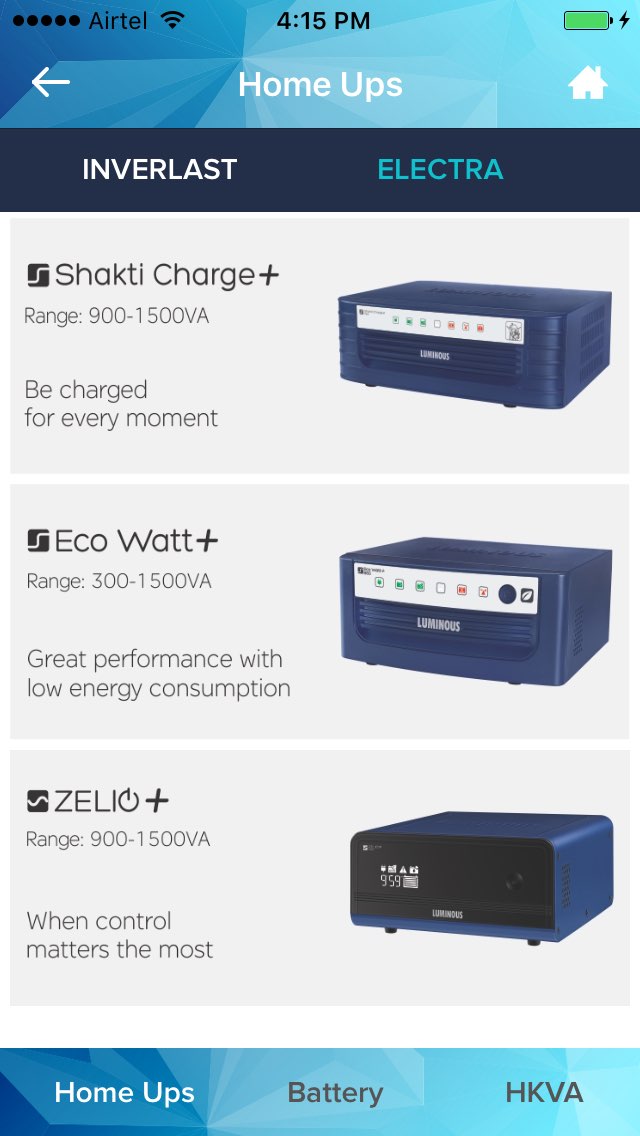 Airtel 4:15 PM
Home Ups
INVERLAST ELECTRA
Shakti Charge+
Range: 900-1500VA
Be charged
for every moment
LUMINOUS
Eco Watt+
Range: 300-1500VA
Great performance with
low energy consumption
LUMINOUS
ZELIO+
Range: 900-1500VA
When control
matters the most
959
LUMINOUS
Home Ups Battery HKVA